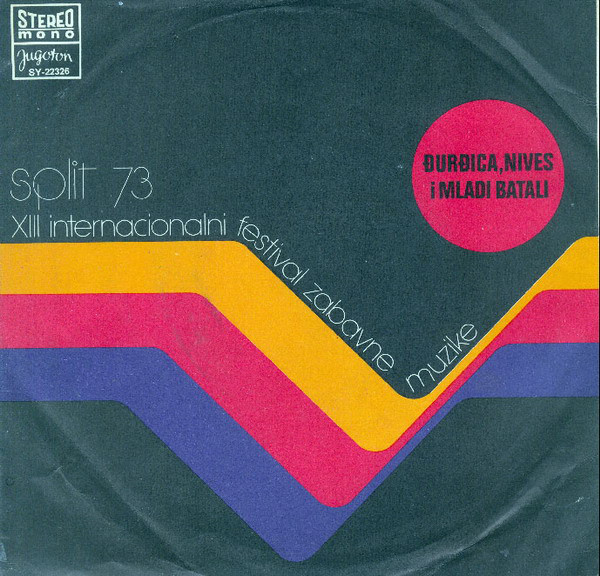 STEREO
mono
Jugoton
SY-22326
split 73
XIII internacionalni festival zabavne muzike
ĐURĐICA, NIVES
i MLADI BATALI